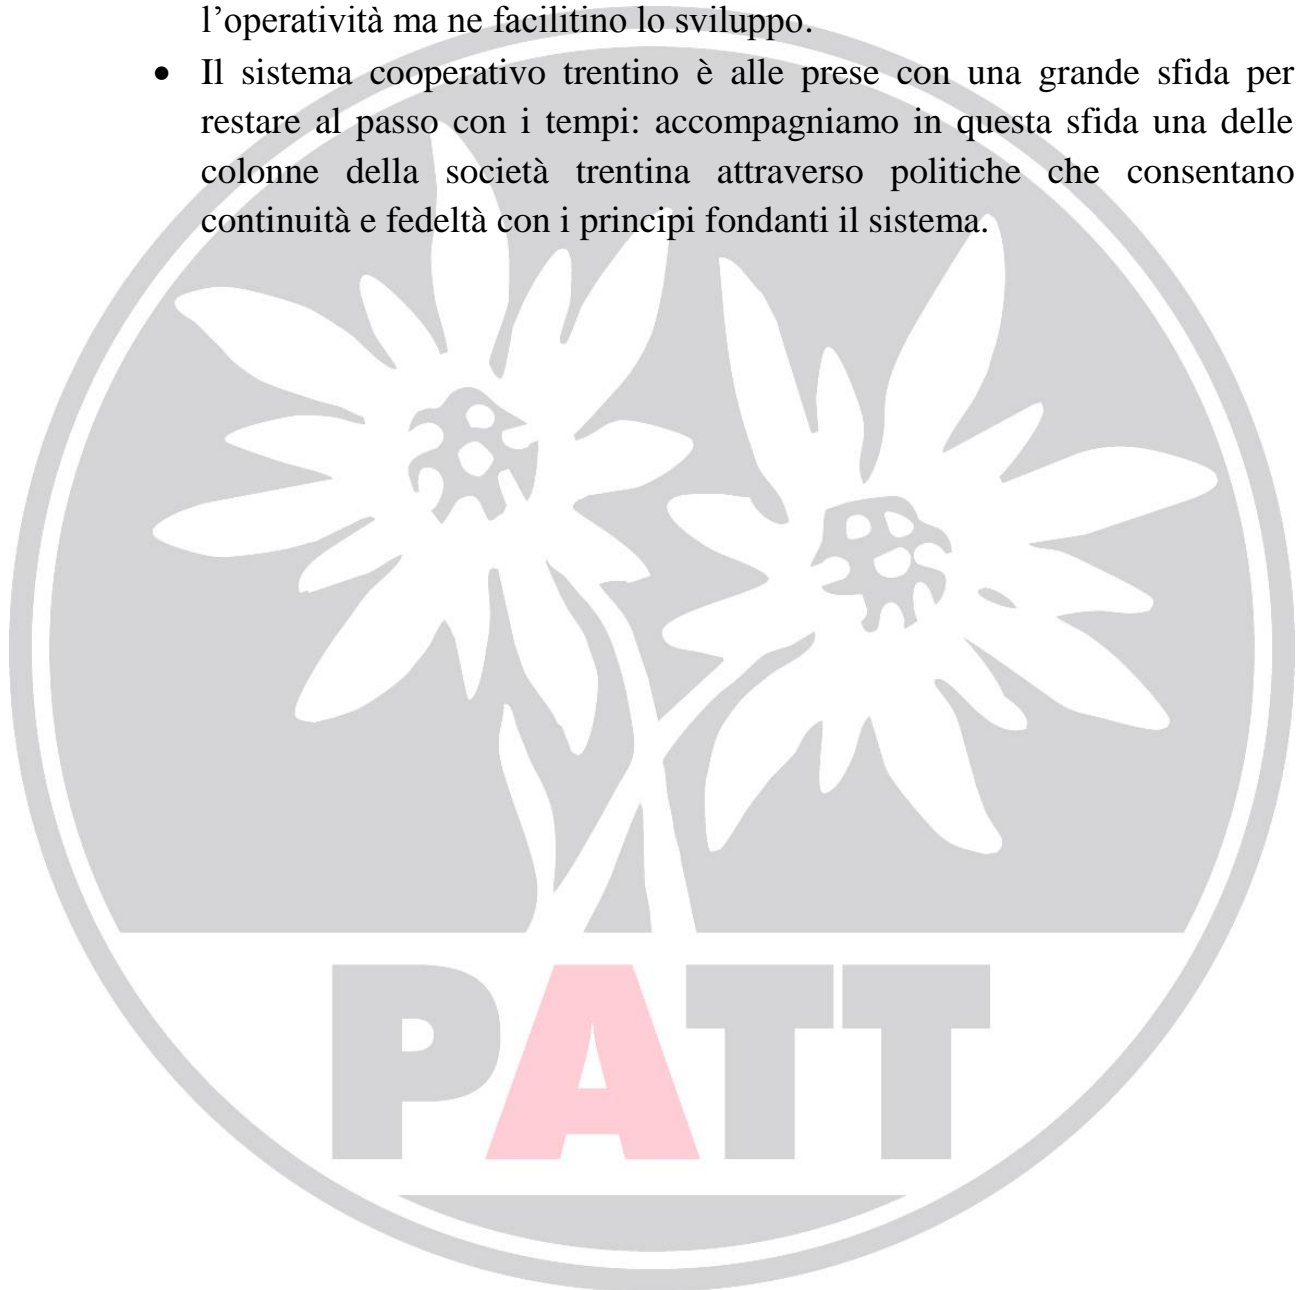 l’operatività ma ne facilitino lo sviluppo.
• Il sistema cooperativo trentino è alle prese con una grande sfida per
restare al passo con i tempi: accompagniamo in questa sfida una delle
colonne della società trentina attraverso politiche che consentano
continuità e fedeltà con i principi fondanti il sistema.
PATT